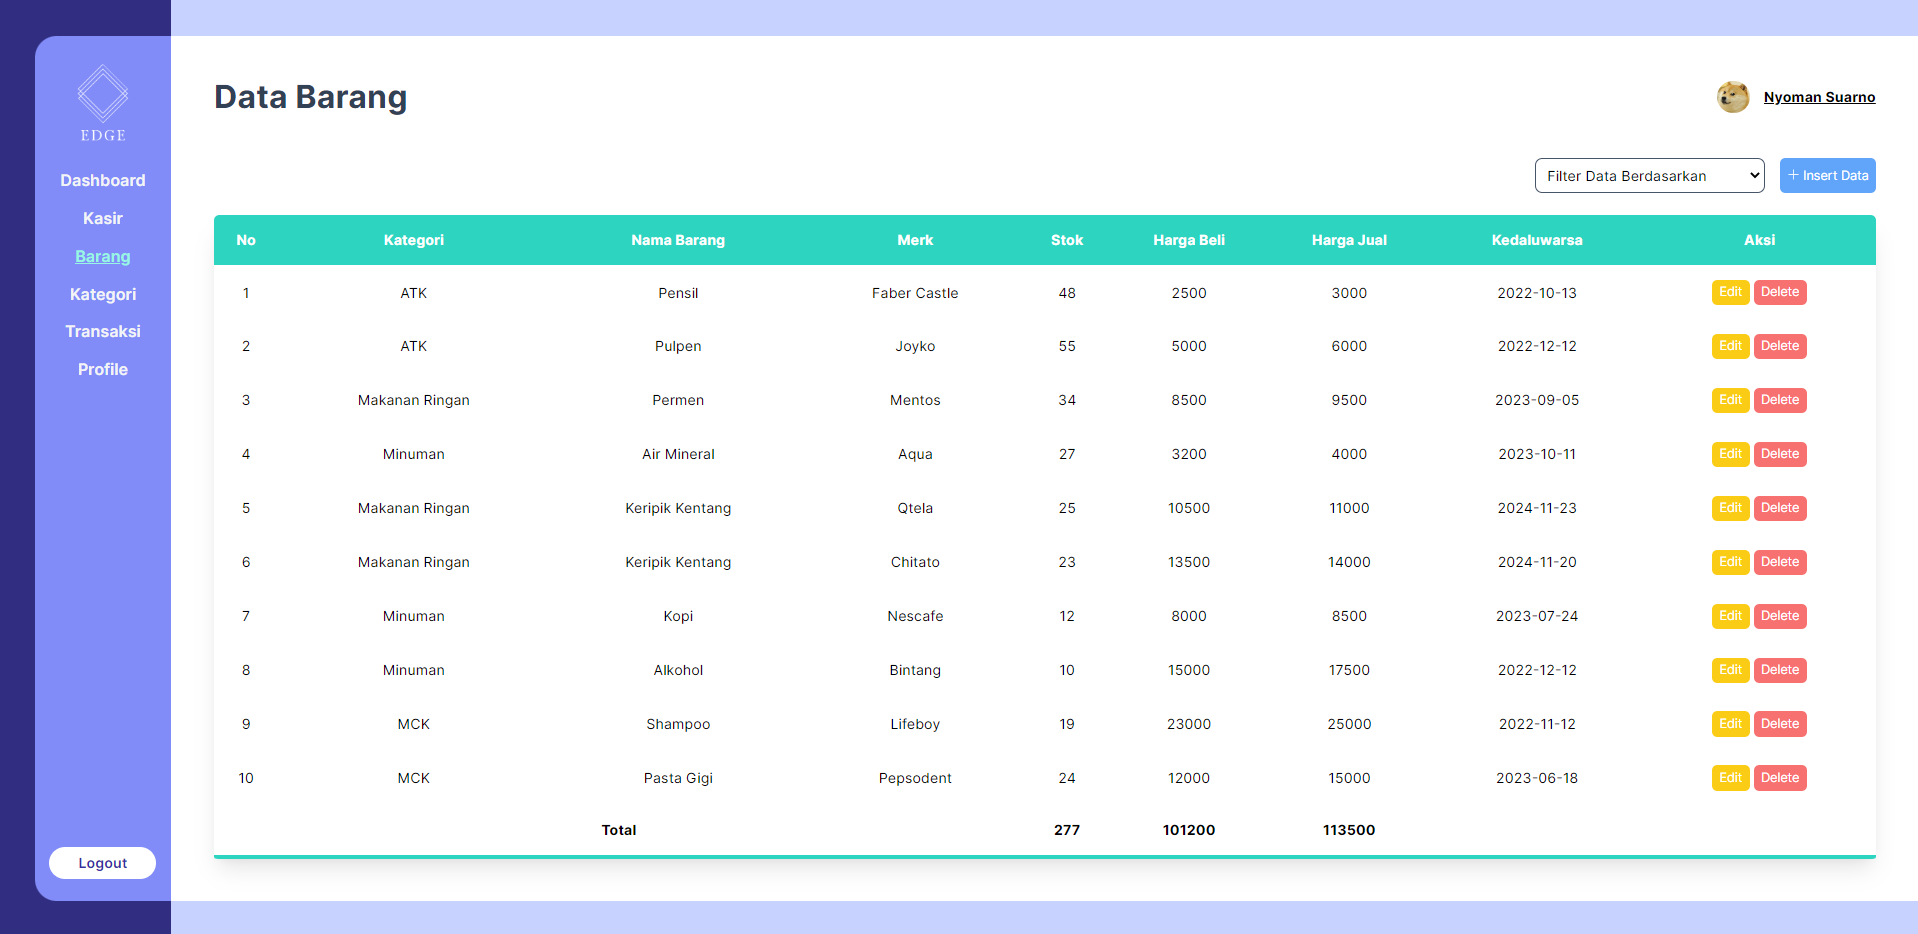 EDGE
Dashboard
Kasir
Barang
Kategori
Transaksi
Profile
Logout
Data Barang
Nyoman Suarno
Filter Data Berdasarkan
+ Insert Data
No Kategori Nama Barang Merk Stok Harga Beli Harga Jual Kedaluwarsa Aksi
1 ATK Pensil Faber Castle 48 2500 3000 2022-10-13 Edit Delete
2 ATK Pulpen Joyko 55 5000 6000 2022-12-12 Edit Delete
3 Makanan Ringan Permen Mentos 34 8500 9500 2023-09-05 Edit Delete
4 Minuman Air Mineral Aqua 27 3200 4000 2023-10-11 Edit Delete
5 Makanan Ringan Keripik Kentang Qtela 25 10500 11000 2024-11-23 Edit Delete
6 Makanan Ringan Keripik Kentang Chitato 23 13500 14000 2024-11-20 Edit Delete
7 Minuman Kopi Nescafe 12 8000 8500 2023-07-24 Edit Delete
8 Minuman Alkohol Bintang 10 15000 17500 2022-12-12 Edit Delete
9 MCK Shampoo Lifeboy 19 23000 25000 2022-11-12 Edit Delete
10 MCK Pasta Gigi Pepsodent 24 12000 15000 2023-06-18 Edit Delete
Total 277 101200 113500